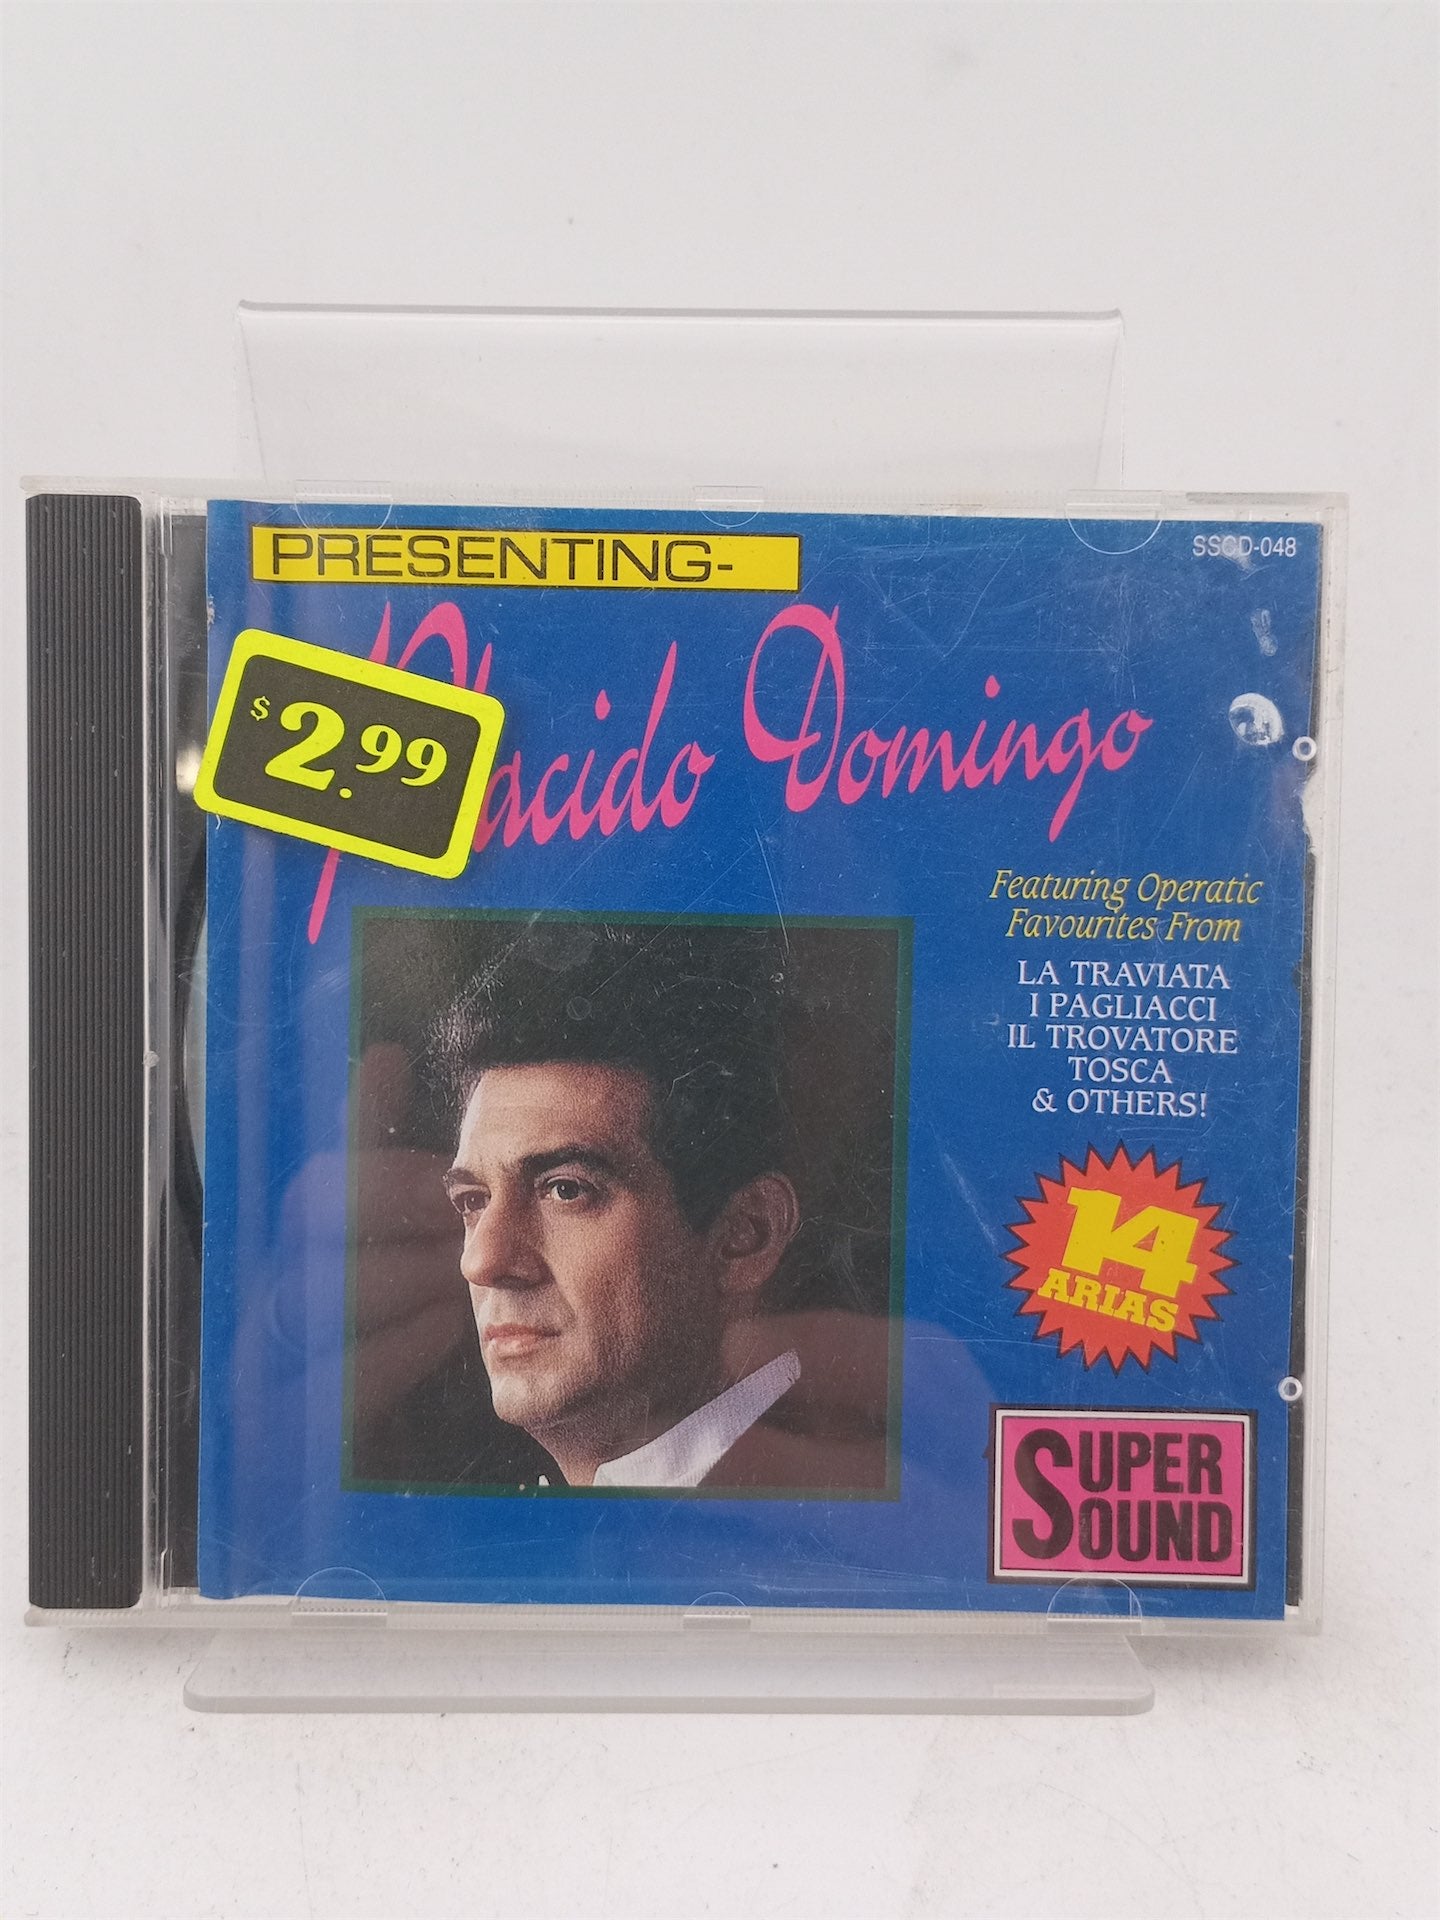 PRESENTING-
SSCD-048
Placido Domingo
$2.99
Featuring Operatic
Favourites From
LA TRAVIATA
I PAGLIACCI
IL TROVATORE
TOSCA
& OTHERS!
14
ARIAS
SUPER
SOUND